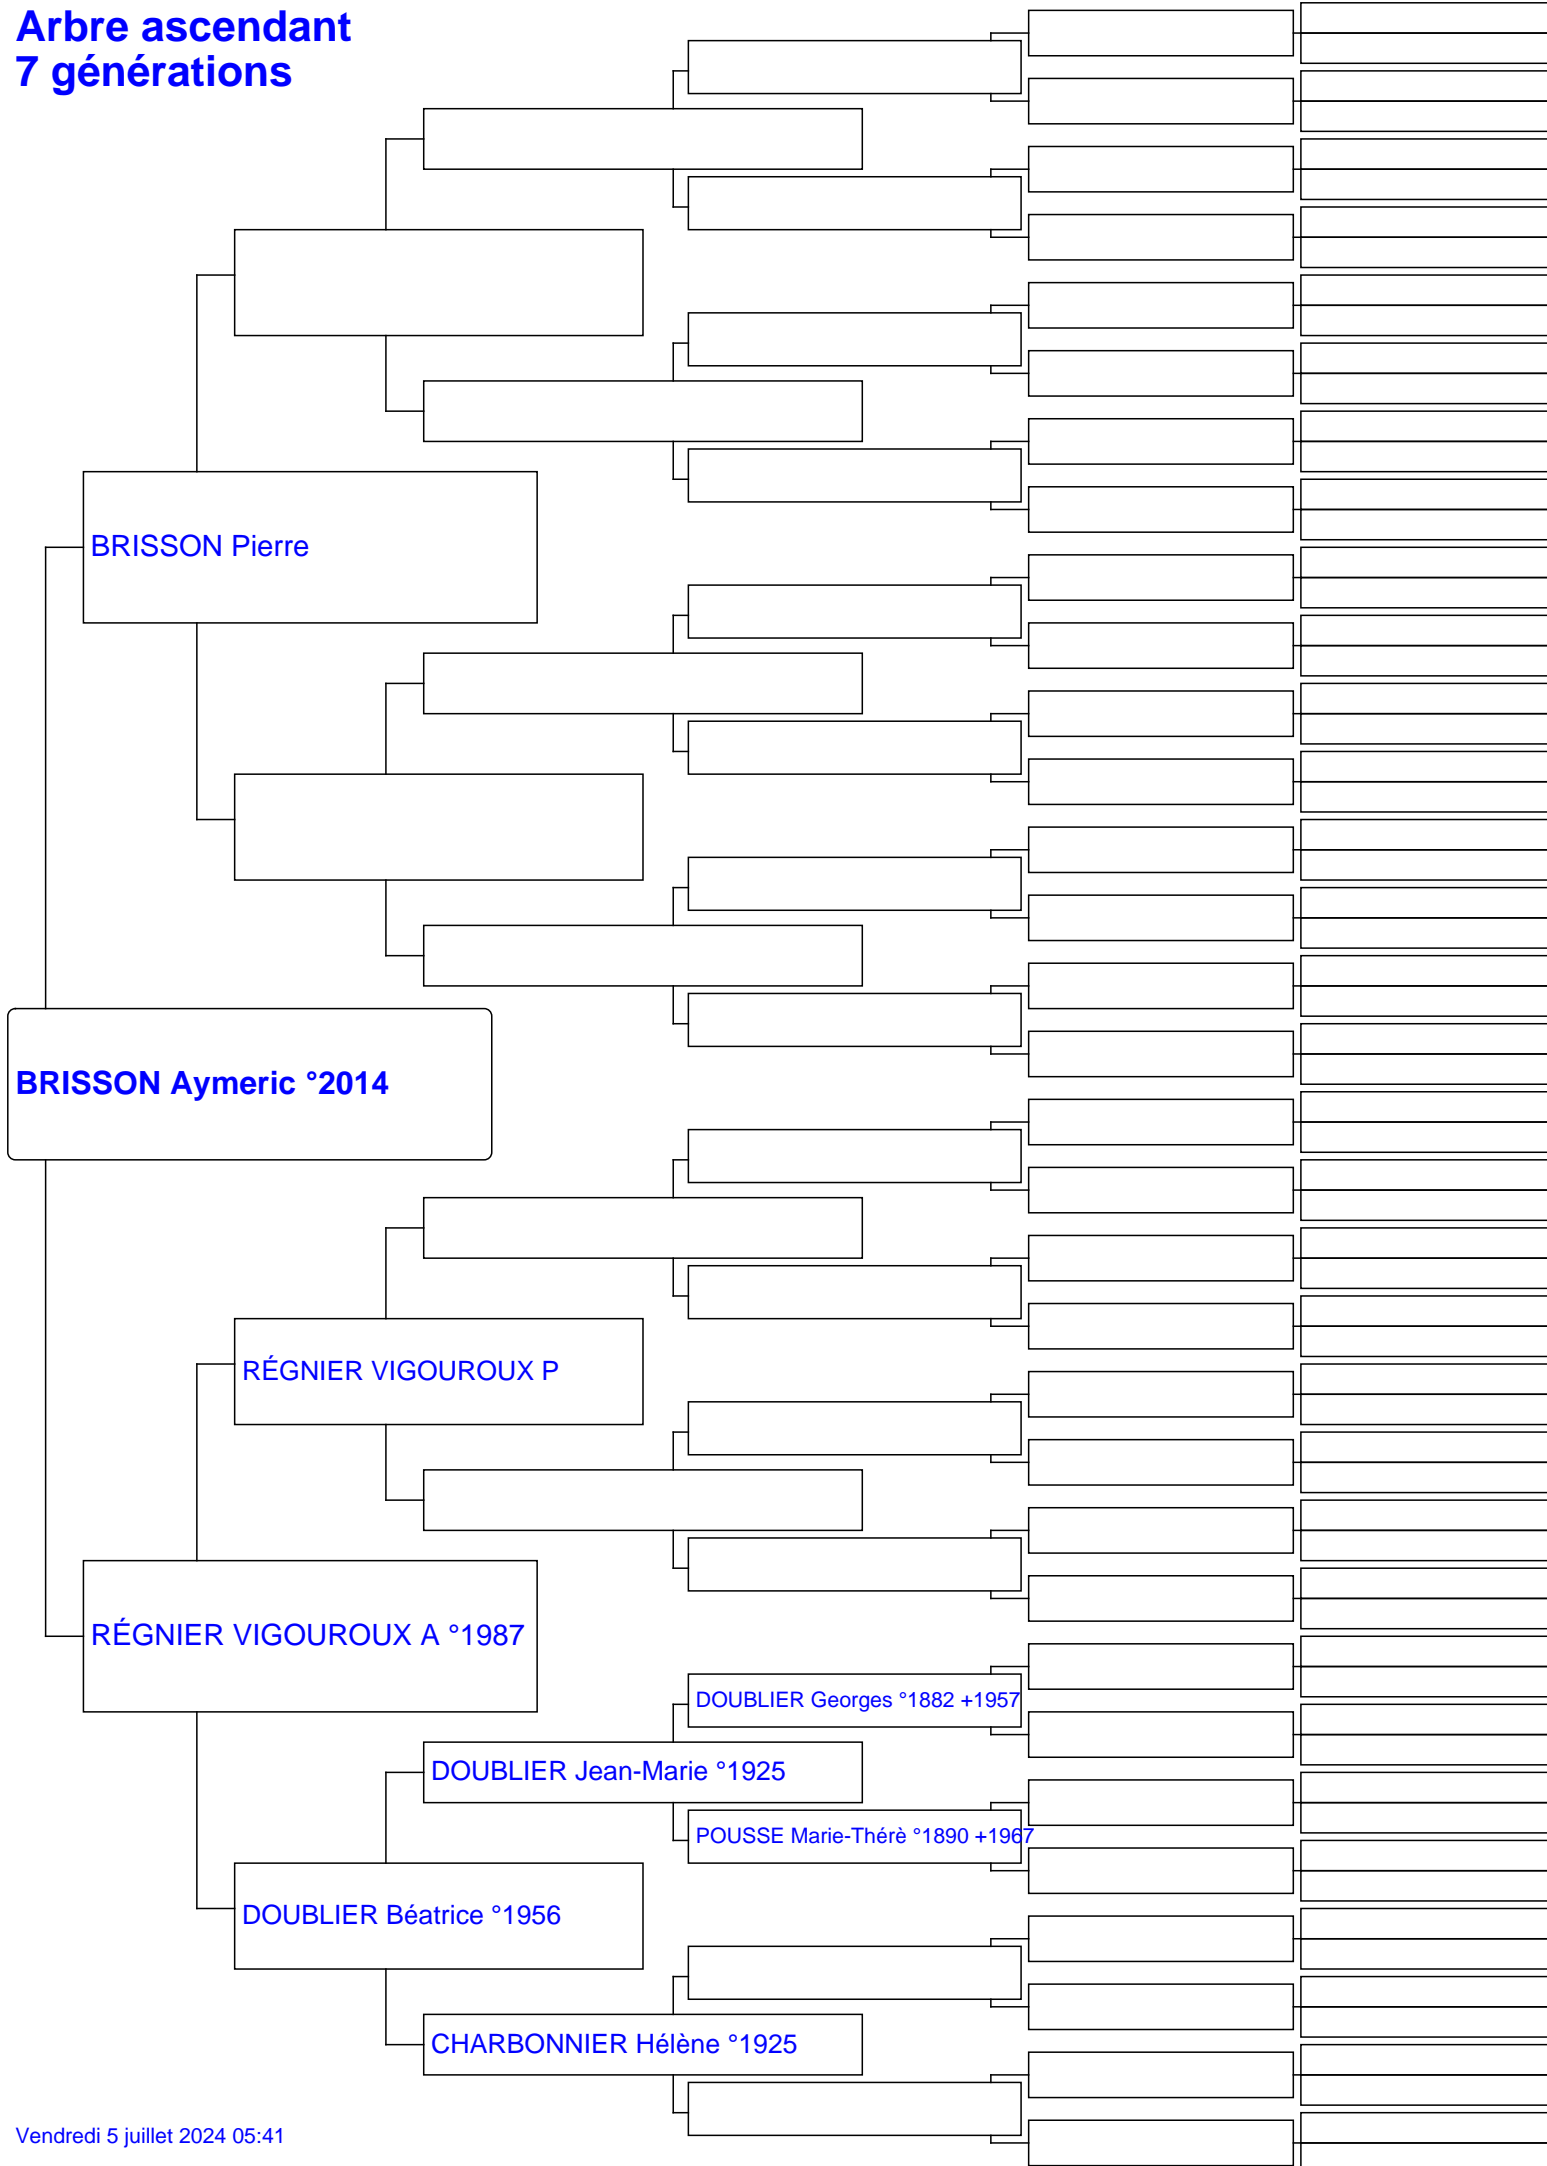 Arbre ascendant
7 générations
BRISSON Pierre
BRISSON Aymeric °2014
RÉGNIER VIGOUROUX P
RÉGNIER VIGOUROUX A °1987
DOUBLIER Georges °1882 +1957
DOUBLIER Jean-Marie °1925
POUSSE Marie-Thérè °1890 +1967
DOUBLIER Béatrice °1956
CHARBONNIER Hélène °1925
Vendredi 5 juillet 2024 05:41